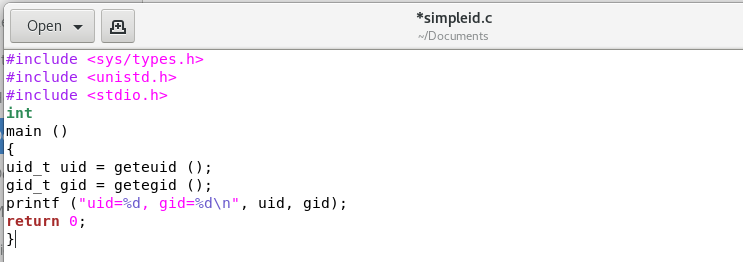 Open
*simpleid.c
~/Documents
#include <sys/types.h>
#include <unistd.h>
#include <stdio.h>
int
main ()
{
uid_t uid = geteuid ();
gid_t gid = getegid ();
printf ("uid=%d, gid=%d\n", uid, gid);
return 0;
}